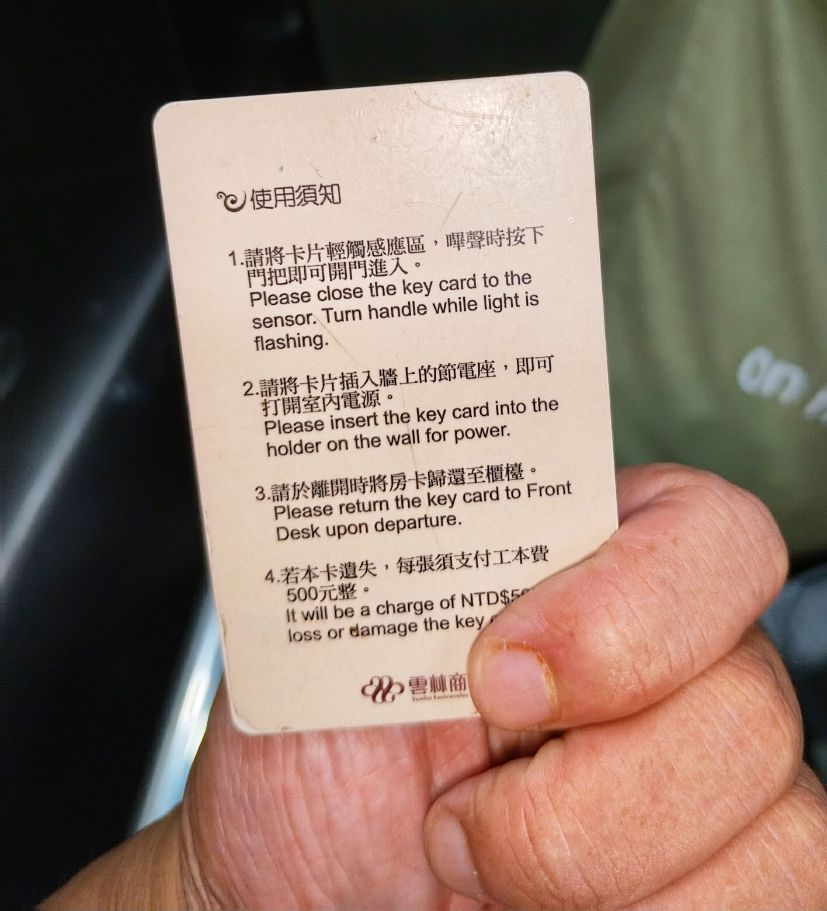 使用須知
1.請將卡片輕觸感應區，嗶聲時按下
門把即可開門進入。
Please close the key card to the
sensor. Turn handle while light is
flashing.
2.請將卡片插入牆上的節電座，即可
打開室內電源。
Please insert the key card into the
holder on the wall for power.
3.請於離開時將房卡歸還至櫃檯。
Please return the key card to Front
Desk upon departure.
4.若本卡遺失，每張須支付工本費
500元整。
It will be a charge of NTD$5
loss or damage the key
雲林商
Yunlin Fastraveler
on